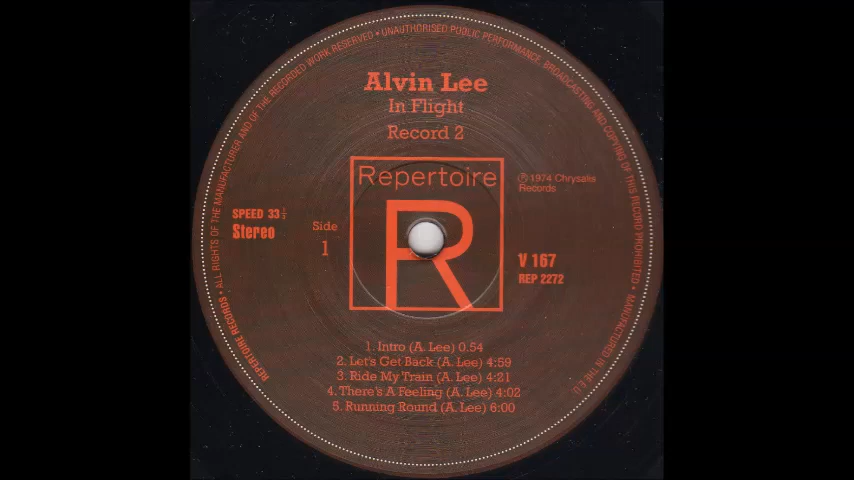 REPERTOIRE RECORDS • ALL RIGHTS OF THE MANUFACTURER AND OF THE RECORDED WORK RESERVED • UNAUTHORISED PUBLIC PERFORMANCE, BROADCASTING AND COPYING OF THIS RECORD PROHIBITED • MANUFACTURED IN THE E.U.
Alvin Lee
In Flight
Record 2
Repertoire
R
℗ 1974 Chrysalis
Records
SPEED 33 1/3
Stereo
Side
1
V 167
REP 2272
1. Intro (A. Lee) 0.54
2. Let's Get Back (A. Lee) 4:59
3. Ride My Train (A. Lee) 4:21
4. There's A Feeling (A. Lee) 4:02
5. Running Round (A. Lee) 6:00